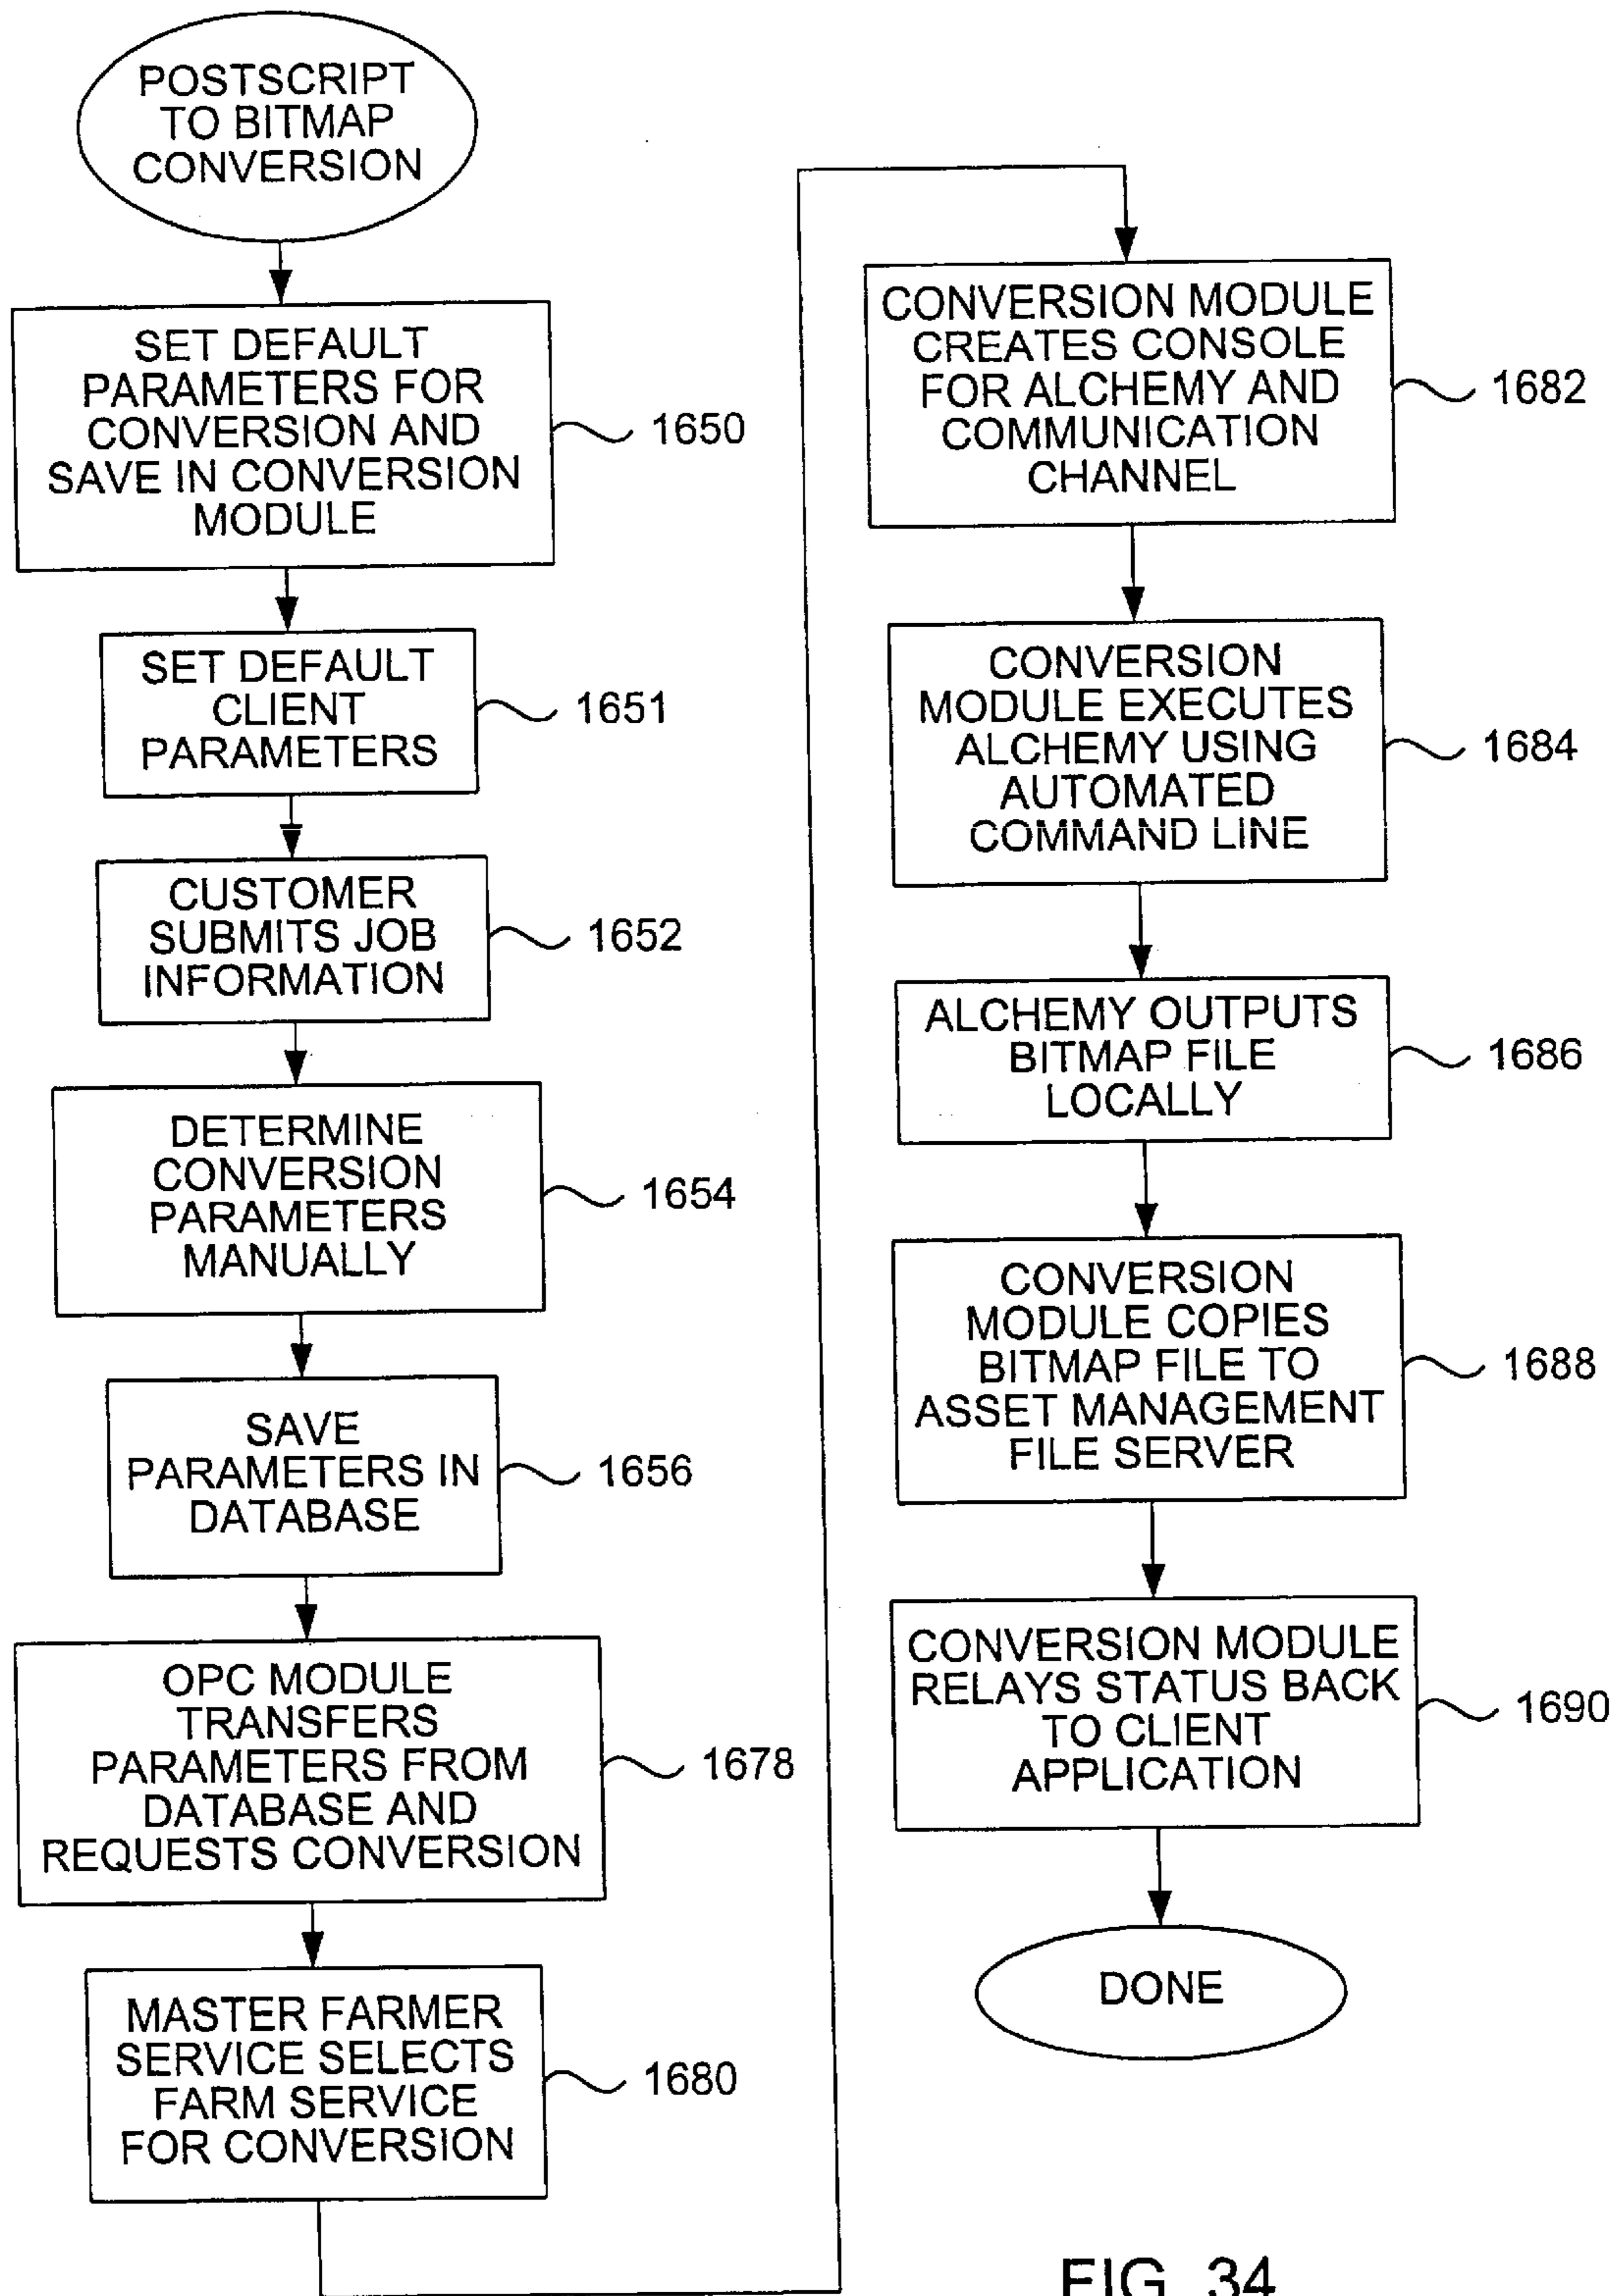 POSTSCRIPT
TO BITMAP
CONVERSION
SET DEFAULT
PARAMETERS FOR
CONVERSION AND
SAVE IN CONVERSION
MODULE
1650
SET DEFAULT
CLIENT
PARAMETERS
1651
CUSTOMER
SUBMITS JOB
INFORMATION
1652
DETERMINE
CONVERSION
PARAMETERS
MANUALLY
1654
SAVE
PARAMETERS IN
DATABASE
1656
OPC MODULE
TRANSFERS
PARAMETERS FROM
DATABASE AND
REQUESTS CONVERSION
1678
MASTER FARMER
SERVICE SELECTS
FARM SERVICE
FOR CONVERSION
1680
CONVERSION MODULE
CREATES CONSOLE
FOR ALCHEMY AND
COMMUNICATION
CHANNEL
1682
CONVERSION
MODULE EXECUTES
ALCHEMY USING
AUTOMATED
COMMAND LINE
1684
ALCHEMY OUTPUTS
BITMAP FILE
LOCALLY
1686
CONVERSION
MODULE COPIES
BITMAP FILE TO
ASSET MANAGEMENT
FILE SERVER
1688
CONVERSION MODULE
RELAYS STATUS BACK
TO CLIENT
APPLICATION
1690
DONE
FIG. 34